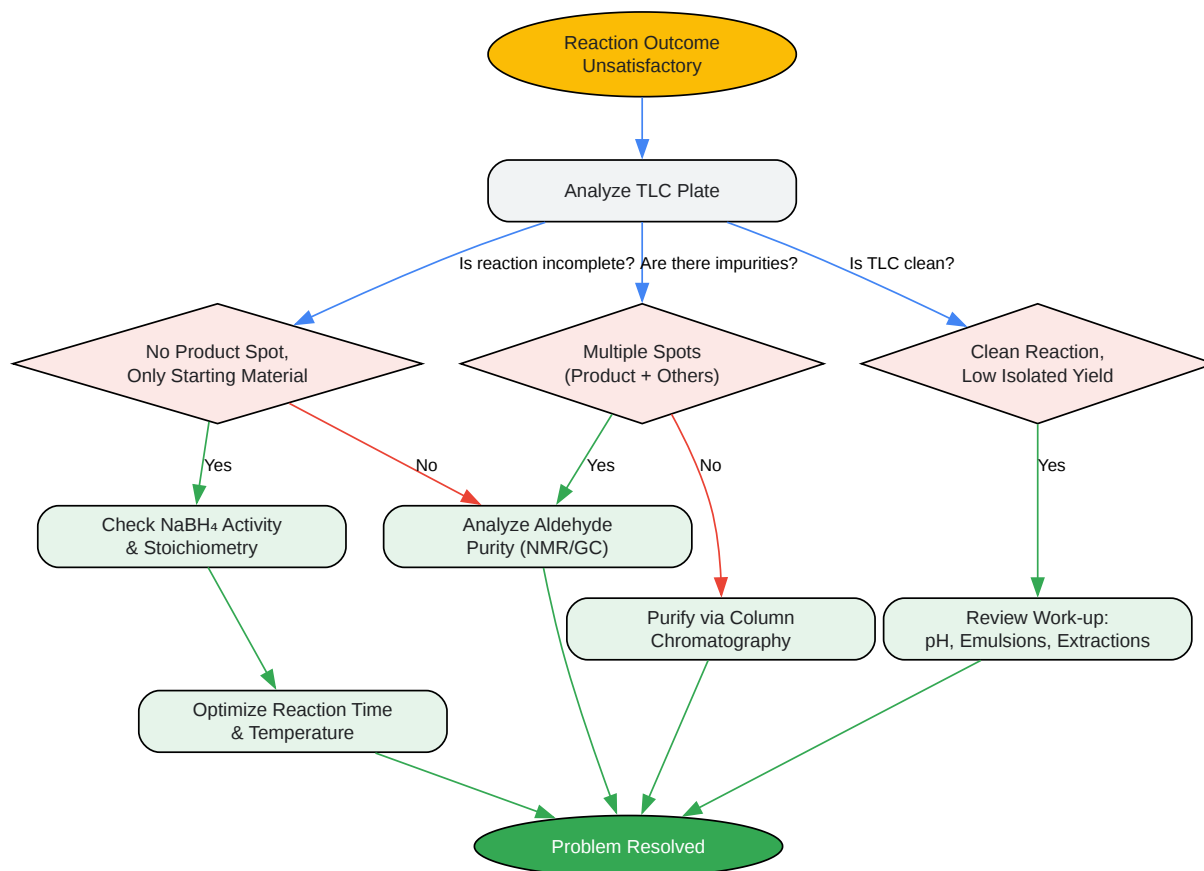 Reaction Outcome
Unsatisfactory
Analyze TLC Plate
Is reaction incomplete?
Are there impurities?
Is TLC clean?
No Product Spot,
Only Starting Material
Multiple Spots
(Product + Others)
Clean Reaction,
Low Isolated Yield
Yes
No
Yes
No
Yes
Check NaBH₄ Activity
& Stoichiometry
Analyze Aldehyde
Purity (NMR/GC)
Purify via Column
Chromatography
Review Work-up:
pH, Emulsions, Extractions
Optimize Reaction Time
& Temperature
Problem Resolved